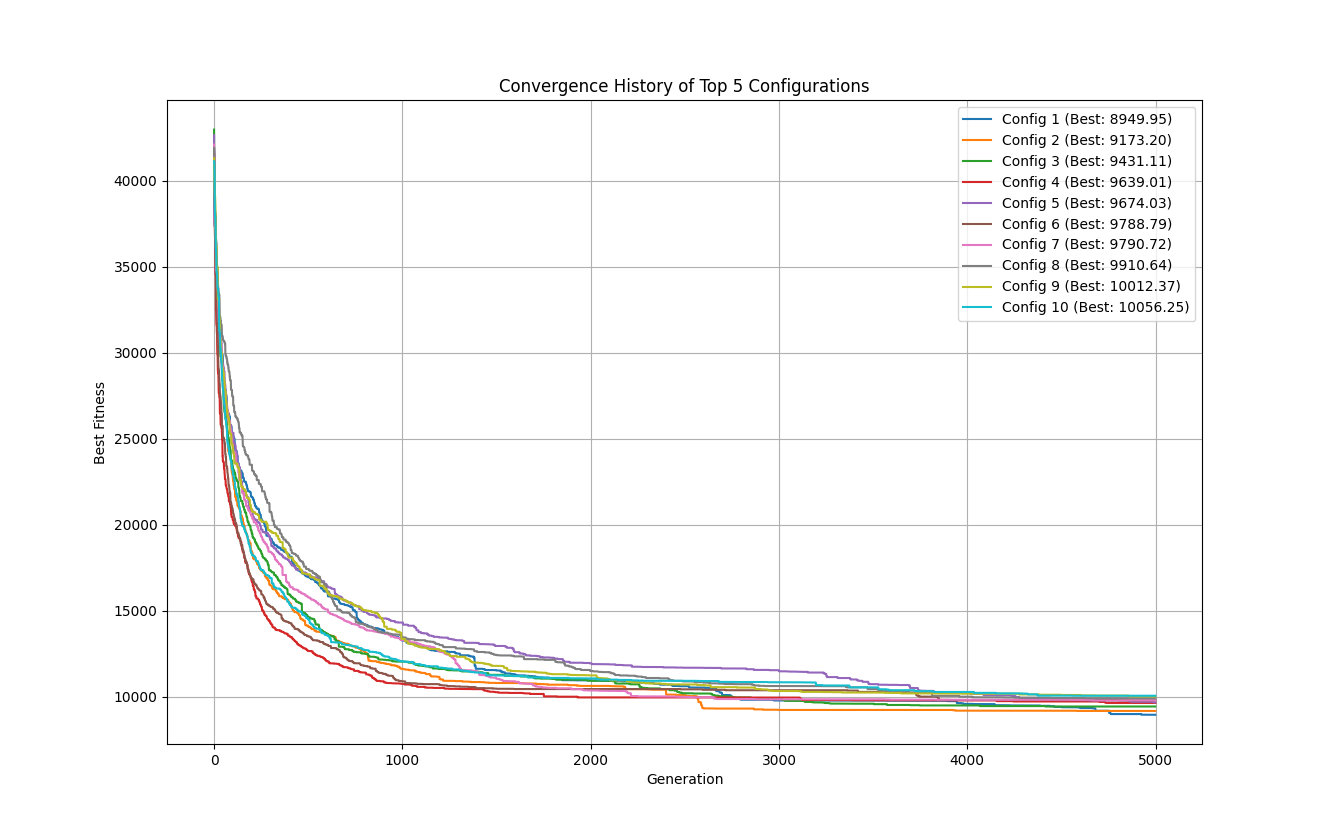 Convergence History of Top 5 Configurations
Config 1 (Best: 8949.95)
Config 2 (Best: 9173.20)
Config 3 (Best: 9431.11)
Config 4 (Best: 9639.01)
Config 5 (Best: 9674.03)
Config 6 (Best: 9788.79)
Config 7 (Best: 9790.72)
Config 8 (Best: 9910.64)
Config 9 (Best: 10012.37)
Config 10 (Best: 10056.25)
Best Fitness
40000
35000
30000
25000
20000
15000
10000
0
1000
2000
3000
4000
5000
Generation